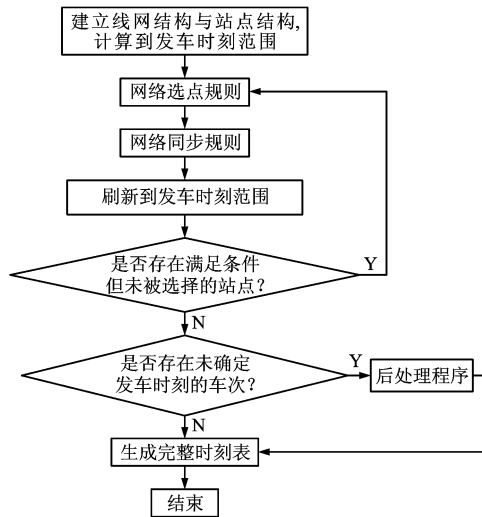 建立线网结构与站点结构,
计算到发车时刻范围
网络选点规则
网络同步规则
刷新到发车时刻范围
是否存在满足条件
但未被选择的站点?
Y
N
是否存在未确定
发车时刻的车次?
Y
后处理程序
N
生成完整时刻表
结束